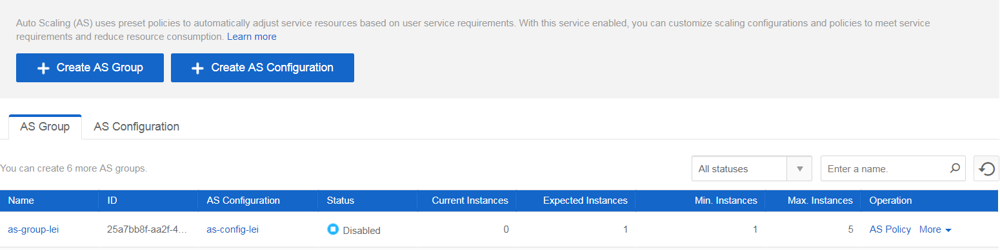 Auto Scaling (AS) uses preset policies to automatically adjust service resources based on user service requirements. With this service enabled, you can customize scaling configurations and policies to meet service
requirements and reduce resource consumption. Learn more
Create AS Group Create AS Configuration
AS Group AS Configuration
You can create 6 more AS groups. All statuses Enter a name.
Name ID AS Configuration Status Current Instances Expected Instances Min. Instances Max. Instances Operation
as-group-lei 25a7bb8f-aa2f-4... as-config-lei Disabled 0 1 1 5 AS Policy More